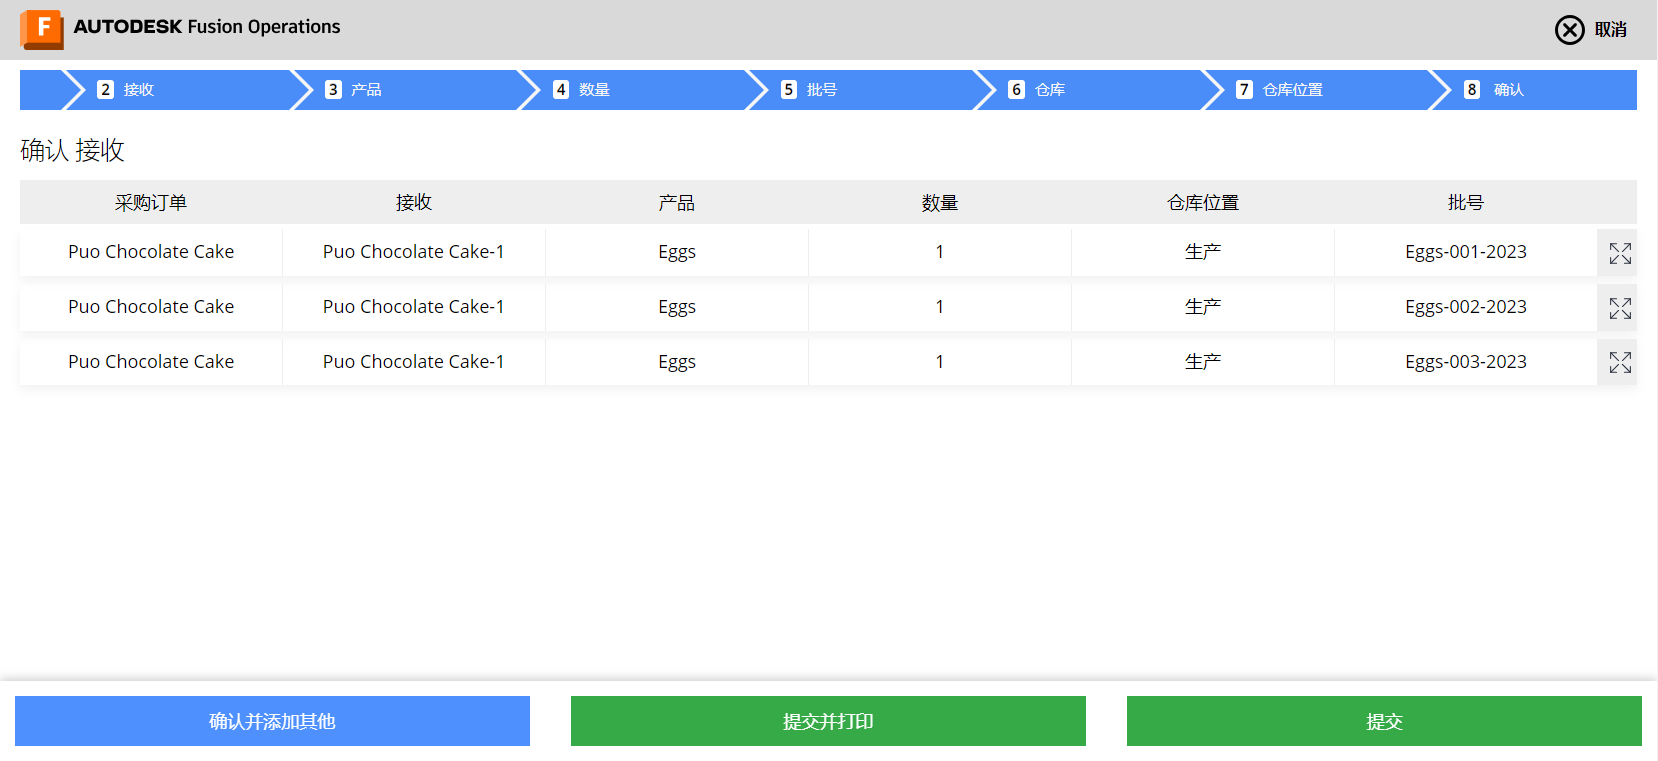 F AUTODESK Fusion Operations 取消
2 接收 3 产品 4 数量 5 批号 6 仓库 7 仓库位置 8 确认
确认 接收
采购订单 接收 产品 数量 仓库位置 批号
Puo Chocolate Cake Puo Chocolate Cake-1 Eggs 1 生产 Eggs-001-2023
Puo Chocolate Cake Puo Chocolate Cake-1 Eggs 1 生产 Eggs-002-2023
Puo Chocolate Cake Puo Chocolate Cake-1 Eggs 1 生产 Eggs-003-2023
确认并添加其他 提交并打印 提交